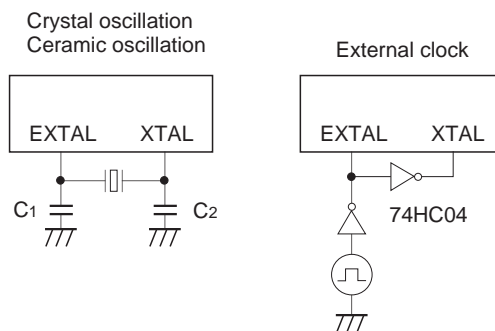 Crystal oscillation
Ceramic oscillation
External clock
EXTAL XTAL
EXTAL XTAL
C1
C2
74HC04